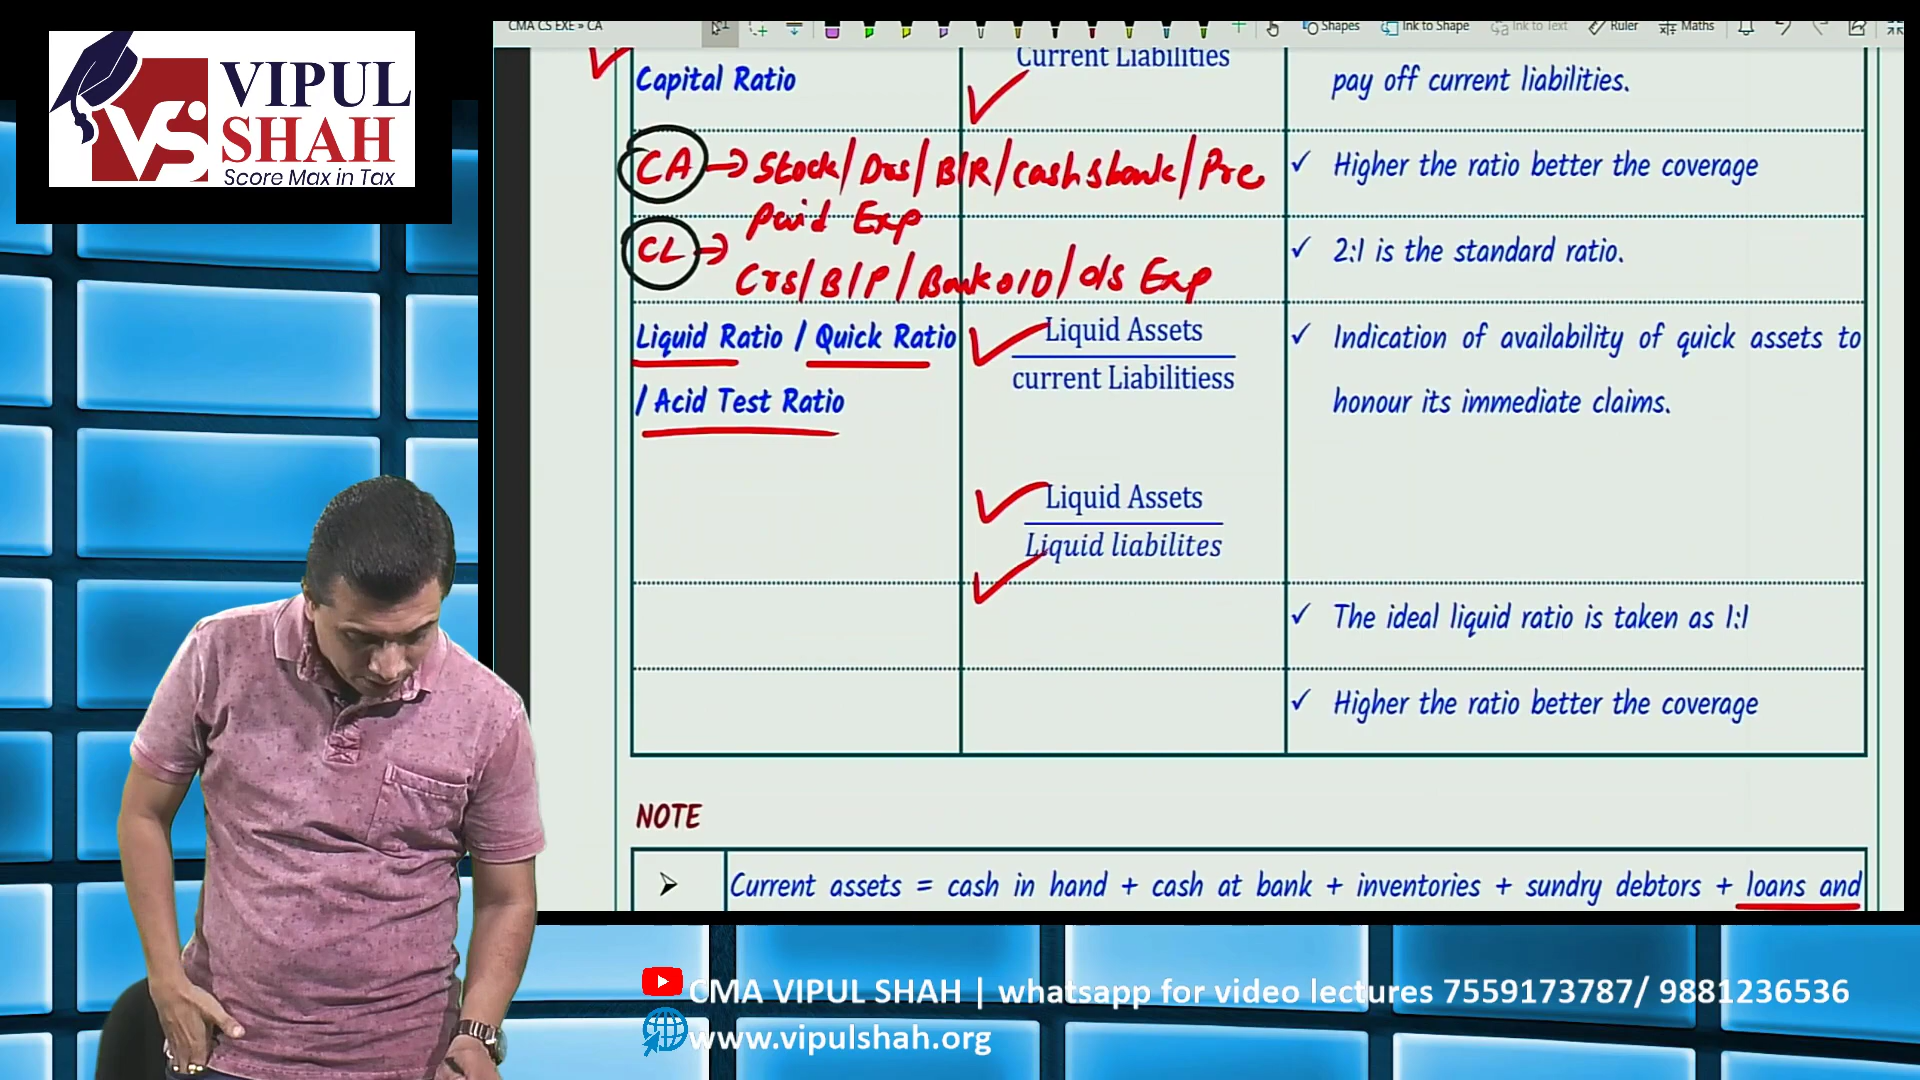 VIPUL
SHAH
VS
Score Max in Tax
CMA CS EXE » CA
Shapes
Ink to Shape
Ink to Text
Ruler
Maths
Current Liabilities
Capital Ratio
pay off current liabilities.
CA → Stock/ Drs/ B/R/ cash & bank/ Pre
paid Exp
✓ Higher the ratio better the coverage
CL →
Crs/ B/P/ Bank O/D/ O/s Exp
✓ 2:1 is the standard ratio.
Liquid Ratio / Quick Ratio
/ Acid Test Ratio
Liquid Assets
current Liabilitiess
✓ Indication of availability of quick assets to
honour its immediate claims.
Liquid Assets
Liquid liabilites
✓ The ideal liquid ratio is taken as 1:1
✓ Higher the ratio better the coverage
NOTE
➢ Current assets = cash in hand + cash at bank + inventories + sundry debtors + loans and
CMA VIPUL SHAH | whatsapp for video lectures 7559173787/ 9881236536
www.vipulshah.org